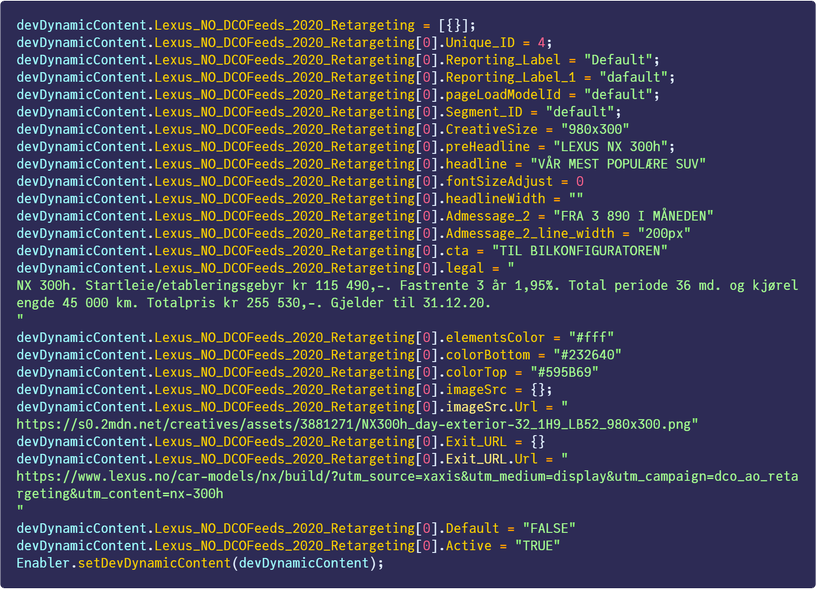 devDynamicContent.Lexus_NO_DCOFeeds_2020_Retargeting = [{}];
devDynamicContent.Lexus_NO_DCOFeeds_2020_Retargeting[0].Unique_ID = 4;
devDynamicContent.Lexus_NO_DCOFeeds_2020_Retargeting[0].Reporting_Label = "Default";
devDynamicContent.Lexus_NO_DCOFeeds_2020_Retargeting[0].Reporting_Label_1 = "dafault";
devDynamicContent.Lexus_NO_DCOFeeds_2020_Retargeting[0].pageLoadModelId = "default";
devDynamicContent.Lexus_NO_DCOFeeds_2020_Retargeting[0].Segment_ID = "default";
devDynamicContent.Lexus_NO_DCOFeeds_2020_Retargeting[0].CreativeSize = "980x300"
devDynamicContent.Lexus_NO_DCOFeeds_2020_Retargeting[0].preHeadline = "LEXUS NX 300h";
devDynamicContent.Lexus_NO_DCOFeeds_2020_Retargeting[0].headline = "VÅR MEST POPULÆRE SUV"
devDynamicContent.Lexus_NO_DCOFeeds_2020_Retargeting[0].fontSizeAdjust = 0
devDynamicContent.Lexus_NO_DCOFeeds_2020_Retargeting[0].headlineWidth = ""
devDynamicContent.Lexus_NO_DCOFeeds_2020_Retargeting[0].Admessage_2 = "FRA 3 890 I MÅNEDEN"
devDynamicContent.Lexus_NO_DCOFeeds_2020_Retargeting[0].Admessage_2_line_width = "200px"
devDynamicContent.Lexus_NO_DCOFeeds_2020_Retargeting[0].cta = "TIL BILKONFIGURATOREN"
devDynamicContent.Lexus_NO_DCOFeeds_2020_Retargeting[0].legal = "
NX 300h. Startleie/etableringsgebyr kr 115 490,-. Fastrente 3 år 1,95%. Total periode 36 md. og kjørel
engde 45 000 km. Totalpris kr 255 530,-. Gjelder til 31.12.20.
"
devDynamicContent.Lexus_NO_DCOFeeds_2020_Retargeting[0].elementsColor = "#fff"
devDynamicContent.Lexus_NO_DCOFeeds_2020_Retargeting[0].colorBottom = "#232640"
devDynamicContent.Lexus_NO_DCOFeeds_2020_Retargeting[0].colorTop = "#595B69"
devDynamicContent.Lexus_NO_DCOFeeds_2020_Retargeting[0].imageSrc = {};
devDynamicContent.Lexus_NO_DCOFeeds_2020_Retargeting[0].imageSrc.Url = "
https://s0.2mdn.net/creatives/assets/3881271/NX300h_day-exterior-32_1H9_LB52_980x300.png"
devDynamicContent.Lexus_NO_DCOFeeds_2020_Retargeting[0].Exit_URL = {}
devDynamicContent.Lexus_NO_DCOFeeds_2020_Retargeting[0].Exit_URL.Url = "
https://www.lexus.no/car-models/nx/build/?utm_source=xaxis&utm_medium=display&utm_campaign=dco_ao_reta
rgeting&utm_content=nx-300h
"
devDynamicContent.Lexus_NO_DCOFeeds_2020_Retargeting[0].Default = "FALSE"
devDynamicContent.Lexus_NO_DCOFeeds_2020_Retargeting[0].Active = "TRUE"
Enabler.setDevDynamicContent(devDynamicContent);